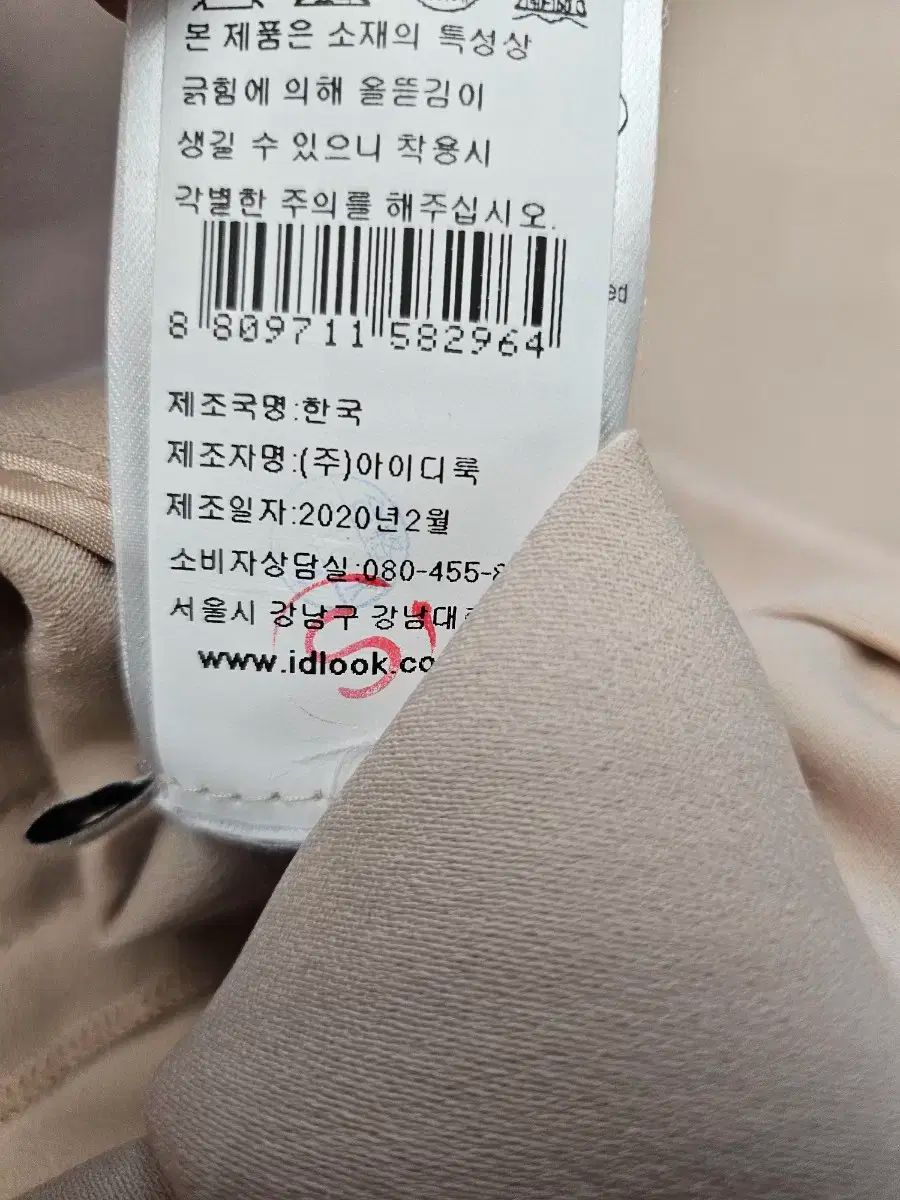 본 제품은 소재의 특성상
긁힘에 의해 올뜯김이
생길 수 있으니 착용시
각별한 주의를 해주십시오.
8 809711 582964
ed
제조국명:한국
제조자명:(주)아이디룩
제조일자:2020년2월
소비자상담실:080-455-
서울시 강남구 강남대
www.idlook.co
S